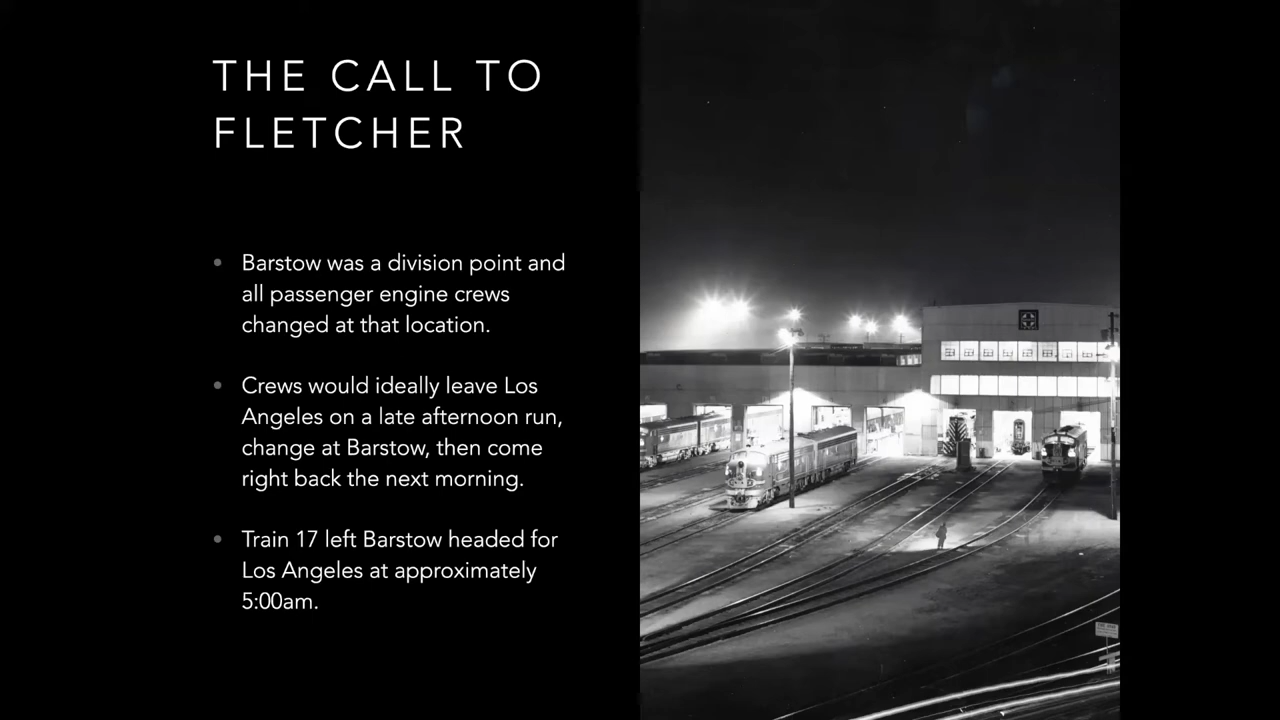 THE CALL TO
FLETCHER
• Barstow was a division point and
all passenger engine crews
changed at that location.
• Crews would ideally leave Los
Angeles on a late afternoon run,
change at Barstow, then come
right back the next morning.
• Train 17 left Barstow headed for
Los Angeles at approximately
5:00am.